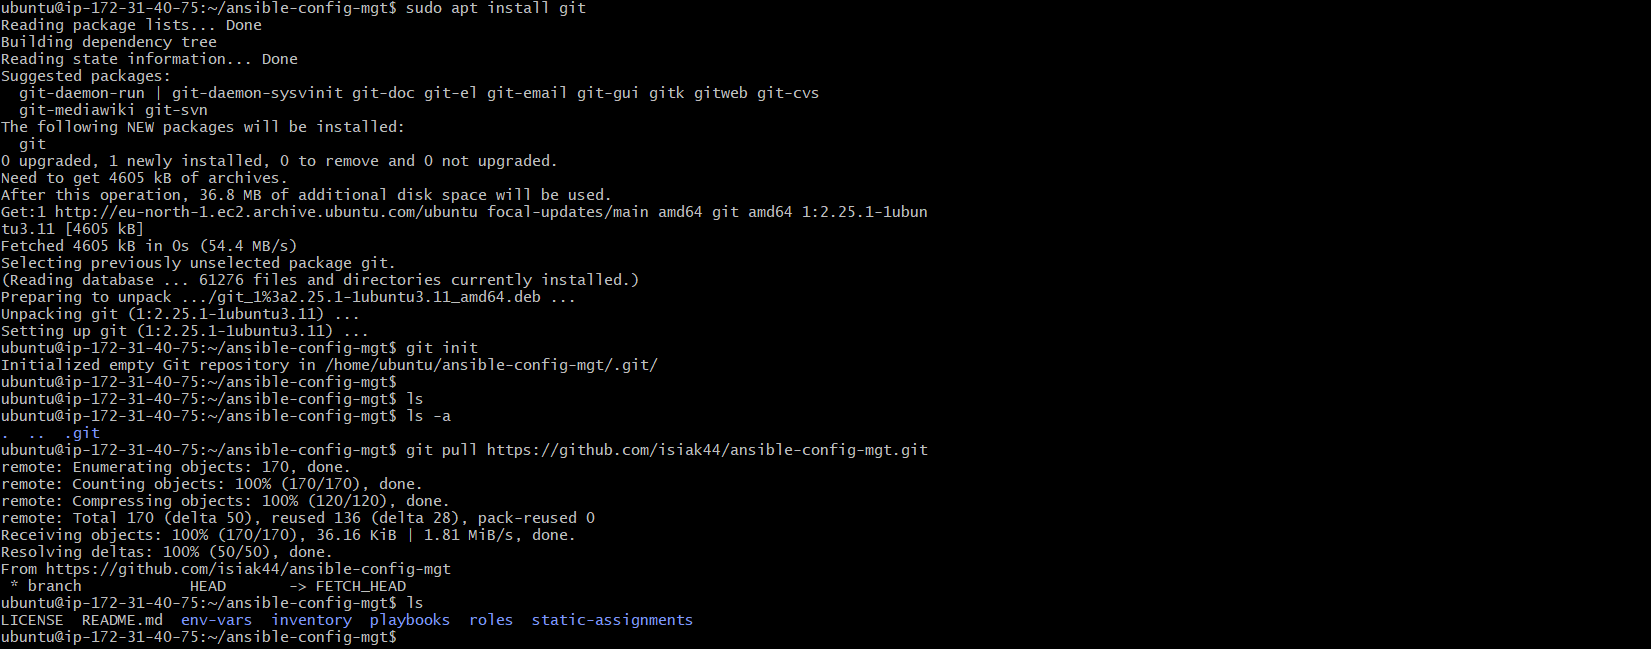 ubuntu@ip-172-31-40-75:~/ansible-config-mgt$ sudo apt install git
Reading package lists... Done
Building dependency tree
Reading state information... Done
Suggested packages:
  git-daemon-run | git-daemon-sysvinit git-doc git-el git-email git-gui gitk gitweb git-cvs
  git-mediawiki git-svn
The following NEW packages will be installed:
  git
0 upgraded, 1 newly installed, 0 to remove and 0 not upgraded.
Need to get 4605 kB of archives.
After this operation, 36.8 MB of additional disk space will be used.
Get:1 http://eu-north-1.ec2.archive.ubuntu.com/ubuntu focal-updates/main amd64 git amd64 1:2.25.1-1ubun
tu3.11 [4605 kB]
Fetched 4605 kB in 0s (54.4 MB/s)
Selecting previously unselected package git.
(Reading database ... 61276 files and directories currently installed.)
Preparing to unpack .../git_1%3a2.25.1-1ubuntu3.11_amd64.deb ...
Unpacking git (1:2.25.1-1ubuntu3.11) ...
Setting up git (1:2.25.1-1ubuntu3.11) ...
ubuntu@ip-172-31-40-75:~/ansible-config-mgt$ git init
Initialized empty Git repository in /home/ubuntu/ansible-config-mgt/.git/
ubuntu@ip-172-31-40-75:~/ansible-config-mgt$
ubuntu@ip-172-31-40-75:~/ansible-config-mgt$ ls
ubuntu@ip-172-31-40-75:~/ansible-config-mgt$ ls -a
.  ..  .git
ubuntu@ip-172-31-40-75:~/ansible-config-mgt$ git pull https://github.com/isiak44/ansible-config-mgt.git
remote: Enumerating objects: 170, done.
remote: Counting objects: 100% (170/170), done.
remote: Compressing objects: 100% (120/120), done.
remote: Total 170 (delta 50), reused 136 (delta 28), pack-reused 0
Receiving objects: 100% (170/170), 36.16 KiB | 1.81 MiB/s, done.
Resolving deltas: 100% (50/50), done.
From https://github.com/isiak44/ansible-config-mgt
 * branch            HEAD       -> FETCH_HEAD
ubuntu@ip-172-31-40-75:~/ansible-config-mgt$ ls
LICENSE  README.md  env-vars  inventory  playbooks  roles  static-assignments
ubuntu@ip-172-31-40-75:~/ansible-config-mgt$